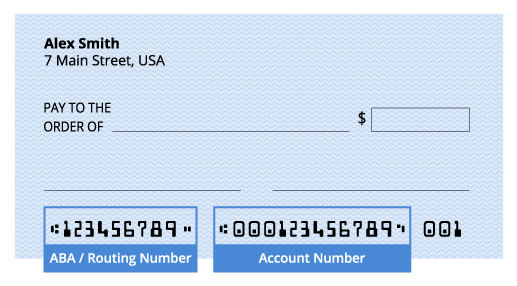 Alex Smith
7 Main Street, USA
PAY TO THE
ORDER OF
$
⑆123456789⑈ ⑆000123456789⑈ 001
ABA / Routing Number
Account Number